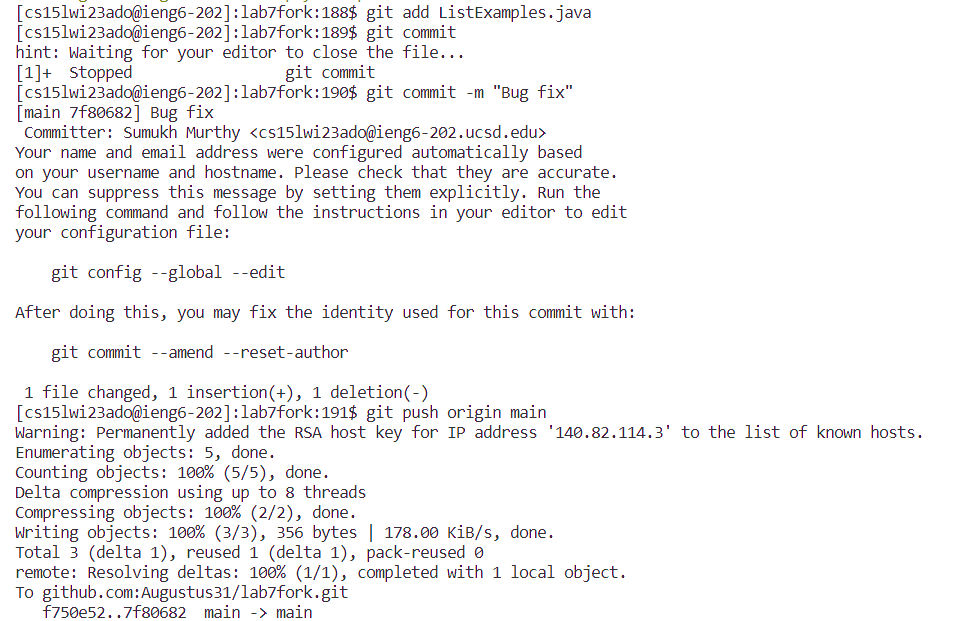 [cs15lwi23ado@ieng6-202]:lab7fork:188$ git add ListExamples.java
[cs15lwi23ado@ieng6-202]:lab7fork:189$ git commit
hint: Waiting for your editor to close the file...
[1]+  Stopped                 git commit
[cs15lwi23ado@ieng6-202]:lab7fork:190$ git commit -m "Bug fix"
[main 7f80682] Bug fix
 Committer: Sumukh Murthy <cs15lwi23ado@ieng6-202.ucsd.edu>
Your name and email address were configured automatically based
on your username and hostname. Please check that they are accurate.
You can suppress this message by setting them explicitly. Run the
following command and follow the instructions in your editor to edit
your configuration file:

    git config --global --edit

After doing this, you may fix the identity used for this commit with:

    git commit --amend --reset-author

 1 file changed, 1 insertion(+), 1 deletion(-)
[cs15lwi23ado@ieng6-202]:lab7fork:191$ git push origin main
Warning: Permanently added the RSA host key for IP address '140.82.114.3' to the list of known hosts.
Enumerating objects: 5, done.
Counting objects: 100% (5/5), done.
Delta compression using up to 8 threads
Compressing objects: 100% (2/2), done.
Writing objects: 100% (3/3), 356 bytes | 178.00 KiB/s, done.
Total 3 (delta 1), reused 1 (delta 1), pack-reused 0
remote: Resolving deltas: 100% (1/1), completed with 1 local object.
To github.com:Augustus31/lab7fork.git
   f750e52..7f80682  main -> main